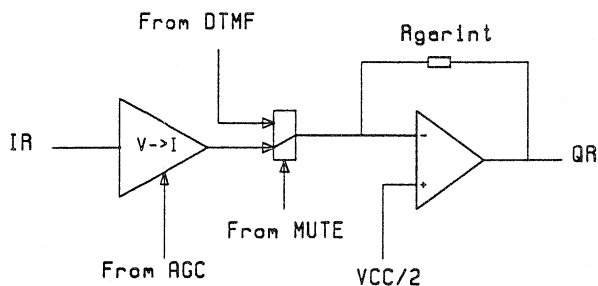 From DTMF
Rgarint
IR
V->I
-
QR
+
From MUTE
From AGC
VCC/2